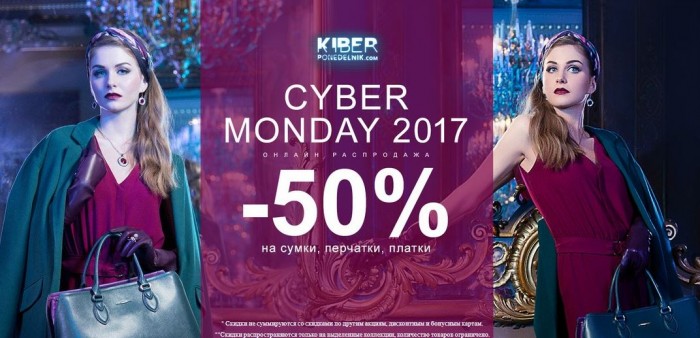 KIBER
PONEDELNIK.COM
CYBER
MONDAY 2017
ОНЛАЙН РАСПРОДАЖА
-50%
на сумки, перчатки, платки
* Скидки не суммируются со скидками по другим акциям, дисконтным и бонусным картам.
**Скидки распространяются только на выделенные коллекции, количество товаров ограничено.